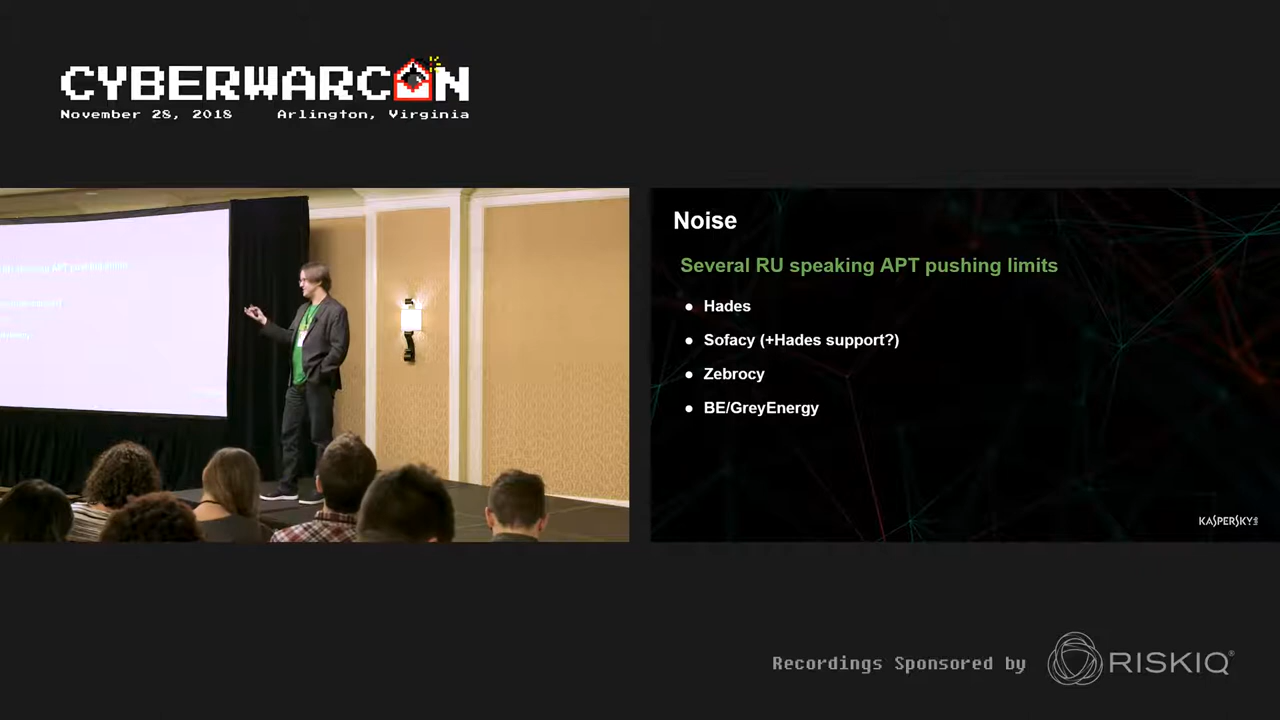 CYBERWARCON
November 28, 2018 Arlington, Virginia
Noise
Several RU speaking APT pushing limits
● Hades
● Sofacy (+Hades support?)
● Zebrocy
● BE/GreyEnergy
KASPERSKY
Recordings Sponsored by
RISKIQ®